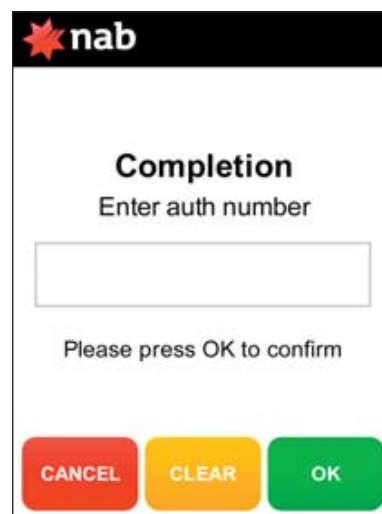 nab
Completion
Enter auth number
Please press OK to confirm
CANCEL CLEAR OK